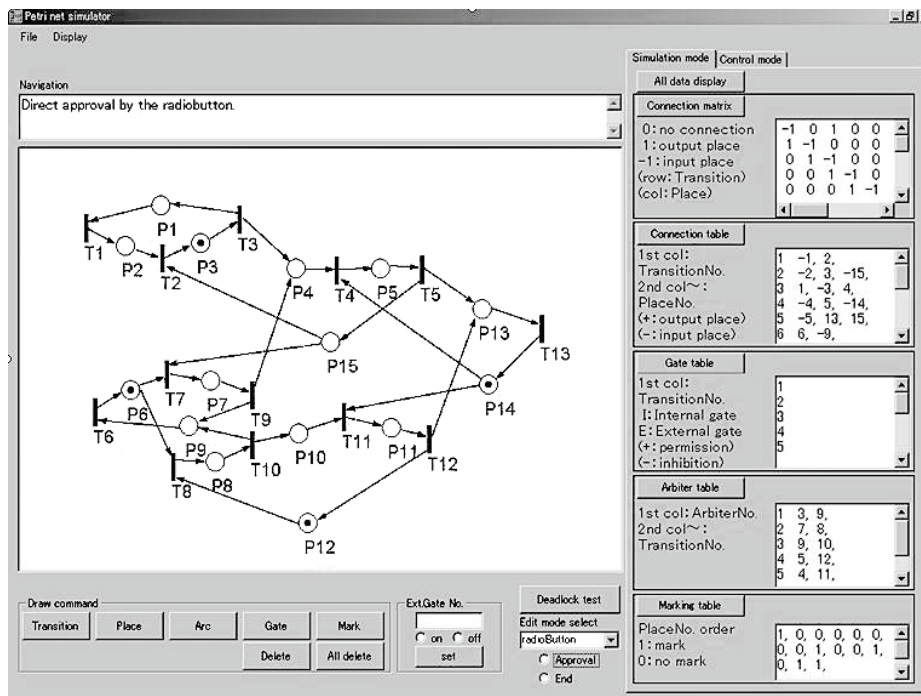 Petri net simulator
File Display
Navigation
Direct approval by the radiobutton.
P1
T1
P2
T2
P3
T3
P4
T4
P5
T5
P13
T13
P15
P14
T6
P6
T7
P7
T9
P9
T8
P8
T10
P10
T11
P11
T12
P12
Draw command
Transition Place Arc Gate Mark
Delete All delete
Ext.Gate No.
on off
set
Deadlock test
Edit mode select
radioButton
Approval
End
Simulation mode Control mode
All data display
Connection matrix
0:no connection
1:output place
-1:input place
(row:Transition)
(col:Place)
-1 0 1 0 0
1 -1 0 0 0
0 1 -1 0 0
0 0 1 -1 0
0 0 0 1 -1
Connection table
1st col:
TransitionNo.
2nd col～:
PlaceNo.
(+:output place)
(-:input place)
1 -1, 2,
2 -2, 3, -15,
3 1, -3, 4,
4 -4, 5, -14,
5 -5, 13, 15,
6 6, -9,
Gate table
1st col:
TransitionNo.
I:Internal gate
E:External gate
(+:permission)
(-:inhibition)
1
2
3
4
5
Arbiter table
1st col:ArbiterNo.
2nd col～:
TransitionNo.
1 3, 9,
2 7, 8,
3 9, 10,
4 5, 12,
5 4, 11,
Marking table
PlaceNo. order
1:mark
0:no mark
1, 0, 0, 0, 0, 0,
0, 0, 1, 0, 0, 1,
0, 1, 1,